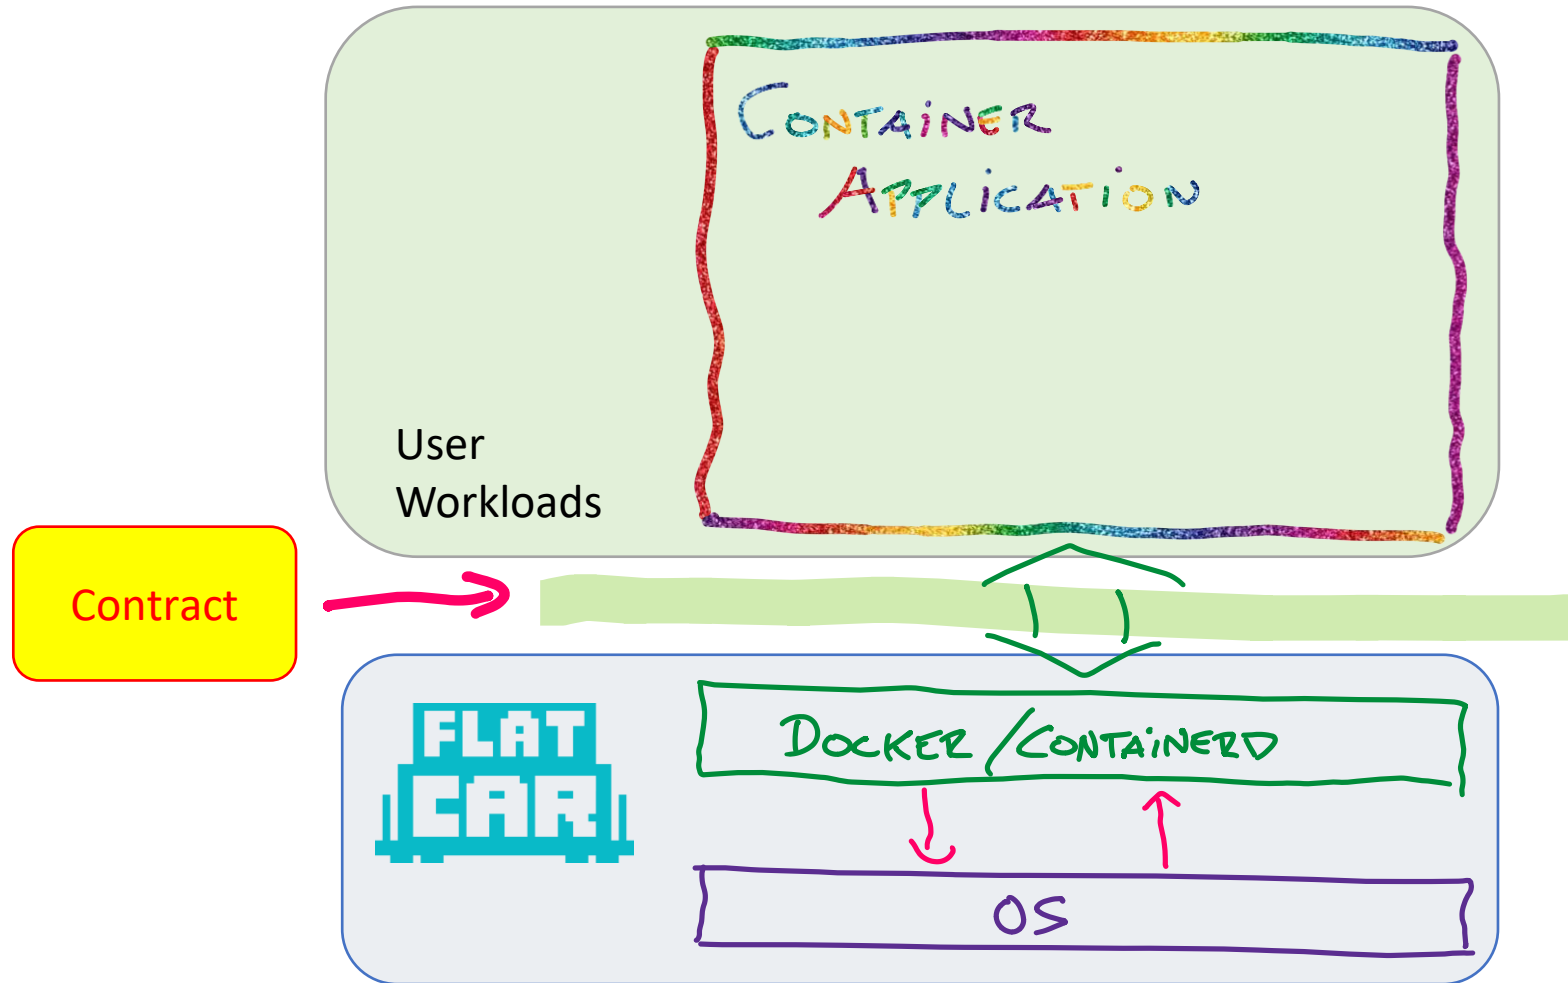 CONTAINER
APPLICATION
User
Workloads
Contract
FLAT
CAR
DOCKER/CONTAINERD
OS